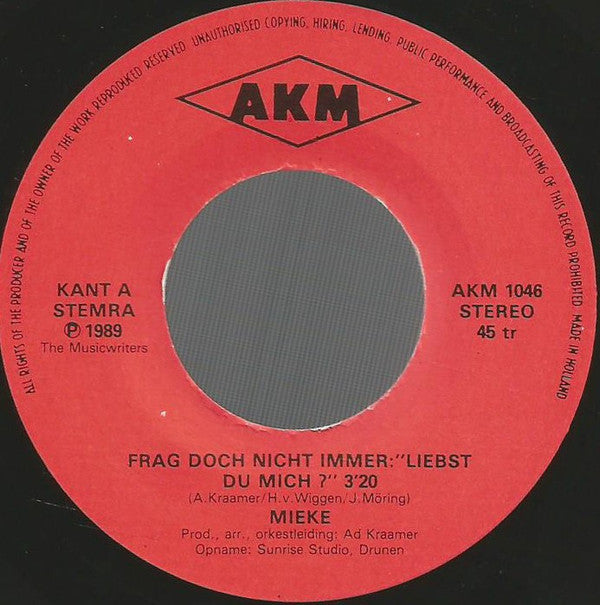 ALL RIGHTS OF THE PRODUCER AND OF THE OWNER OF THE WORK REPRODUCED RESERVED UNAUTHORISED COPYING, HIRING, LENDING, PUBLIC PERFORMANCE AND BROADCASTING OF THIS RECORD PROHIBITED MADE IN HOLLAND
AKM
KANT A
STEMRA
℗ 1989
The Musicwriters
AKM 1046
STEREO
45 tr
FRAG DOCH NICHT IMMER:"LIEBST
DU MICH ?" 3'20
(A.Kraamer/H.v.Wiggen/J.Möring)
MIEKE
Prod., arr., orkestleiding: Ad Kraamer
Opname: Sunrise Studio, Drunen